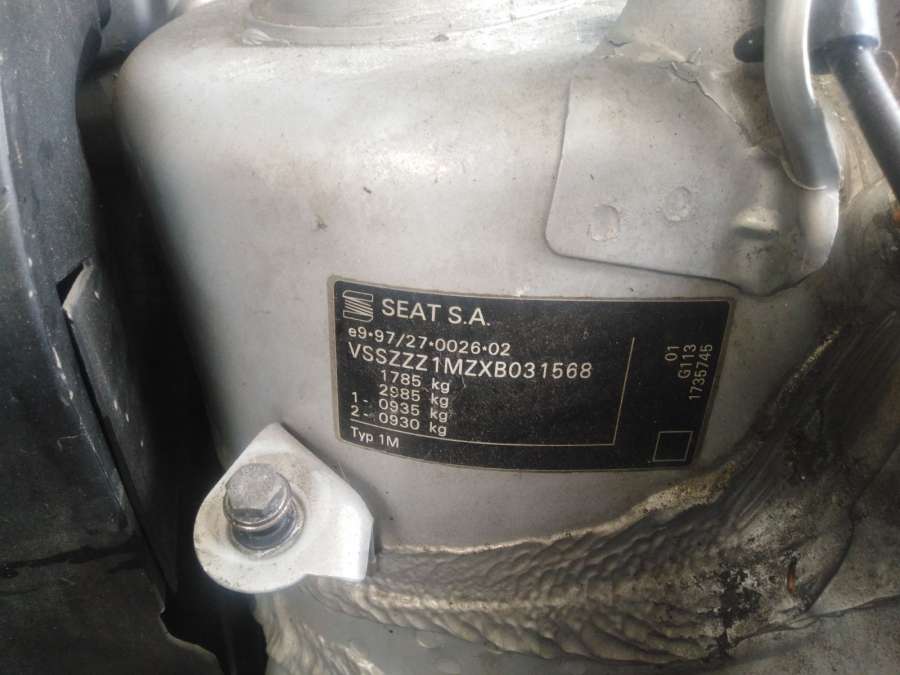 SEAT S.A.
e9*97/27*0026*02
VSSZZZ1MZXB031568
1785 kg
2985 kg
1- 0935 kg
2- 0930 kg
Typ 1M
01
G113
1735745